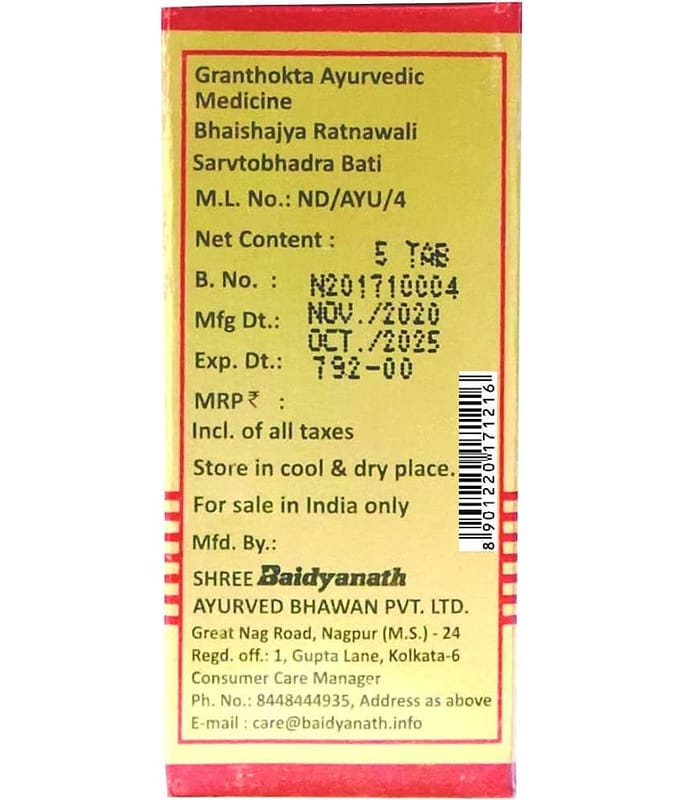 Granthokta Ayurvedic
Medicine
Bhaishajya Ratnawali
Sarvtobhadra Bati
M.L. No.: ND/AYU/4
Net Content : 5 TAB
B. No. : N201710004
Mfg Dt.: NOV./2020
Exp. Dt.: OCT./2025
MRP ₹ : 792-00
Incl. of all taxes
Store in cool & dry place.
For sale in India only
Mfd. By.:
SHREE Baidyanath
AYURVED BHAWAN PVT. LTD.
Great Nag Road, Nagpur (M.S.) - 24
Regd. off.: 1, Gupta Lane, Kolkata-6
Consumer Care Manager
Ph. No.: 8448444935, Address as above
E-mail : care@baidyanath.info
8901220171216